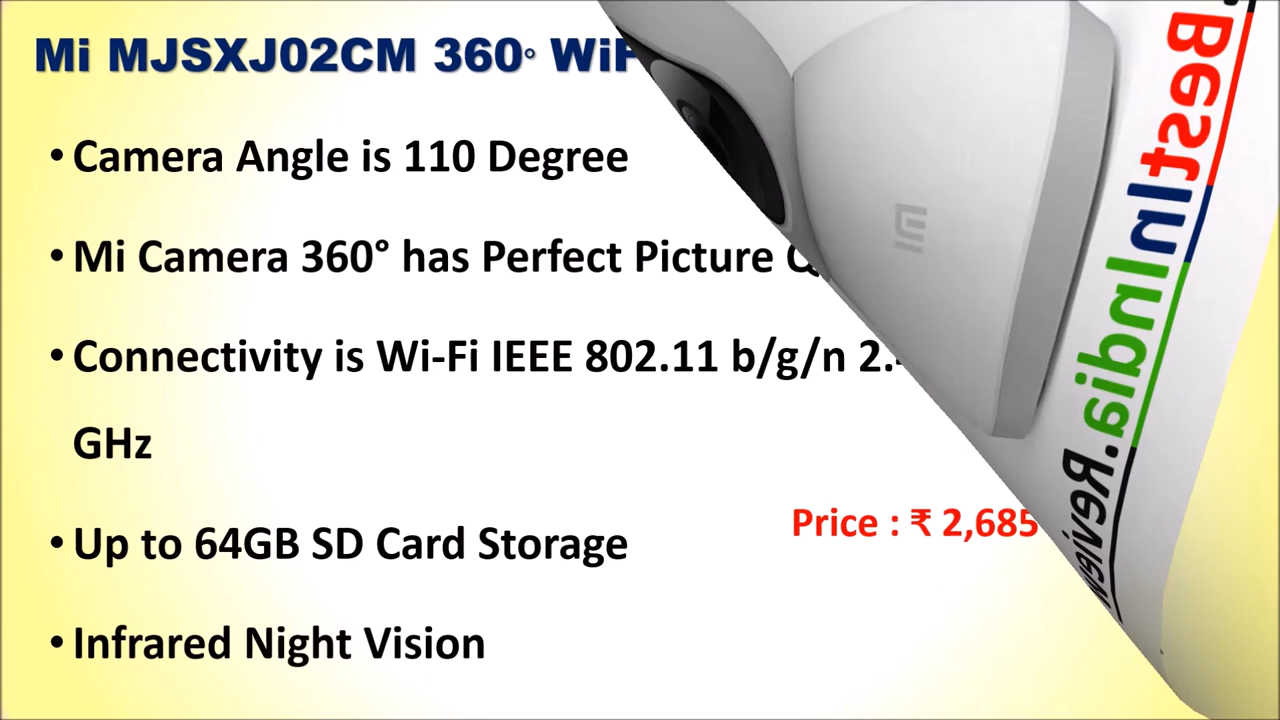 Mi MJSXJ02CM 360° WiF
• Camera Angle is 110 Degree
• Mi Camera 360° has Perfect Picture
• Connectivity is Wi-Fi IEEE 802.11 b/g/n 2.
GHz
Price : ₹ 2,685
• Up to 64GB SD Card Storage
• Infrared Night Vision
BestInIndia.Review